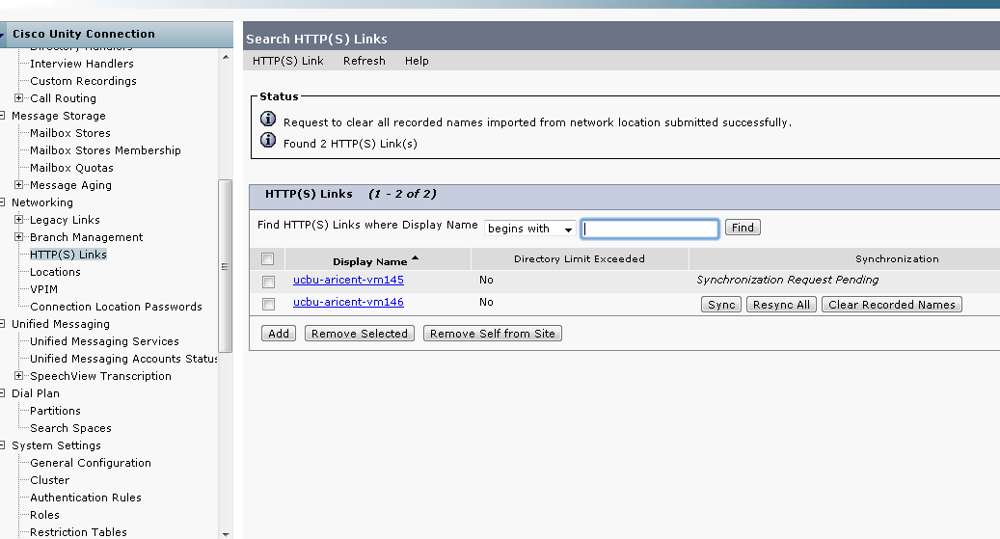 Cisco Unity Connection
Directory Handlers
Interview Handlers
Custom Recordings
Call Routing
Message Storage
Mailbox Stores
Mailbox Stores Membership
Mailbox Quotas
Message Aging
Networking
Legacy Links
Branch Management
HTTP(S) Links
Locations
VPIM
Connection Location Passwords
Unified Messaging
Unified Messaging Services
Unified Messaging Accounts Status
SpeechView Transcription
Dial Plan
Partitions
Search Spaces
System Settings
General Configuration
Cluster
Authentication Rules
Roles
Restriction Tables
Search HTTP(S) Links
HTTP(S) Link Refresh Help
Status
Request to clear all recorded names imported from network location submitted successfully.
Found 2 HTTP(S) Link(s)
HTTP(S) Links (1 - 2 of 2)
Find HTTP(S) Links where Display Name begins with Find
Display Name Directory Limit Exceeded Synchronization
ucbu-aricent-vm145 No Synchronization Request Pending
ucbu-aricent-vm146 No Sync Resync All Clear Recorded Names
Add Remove Selected Remove Self from Site